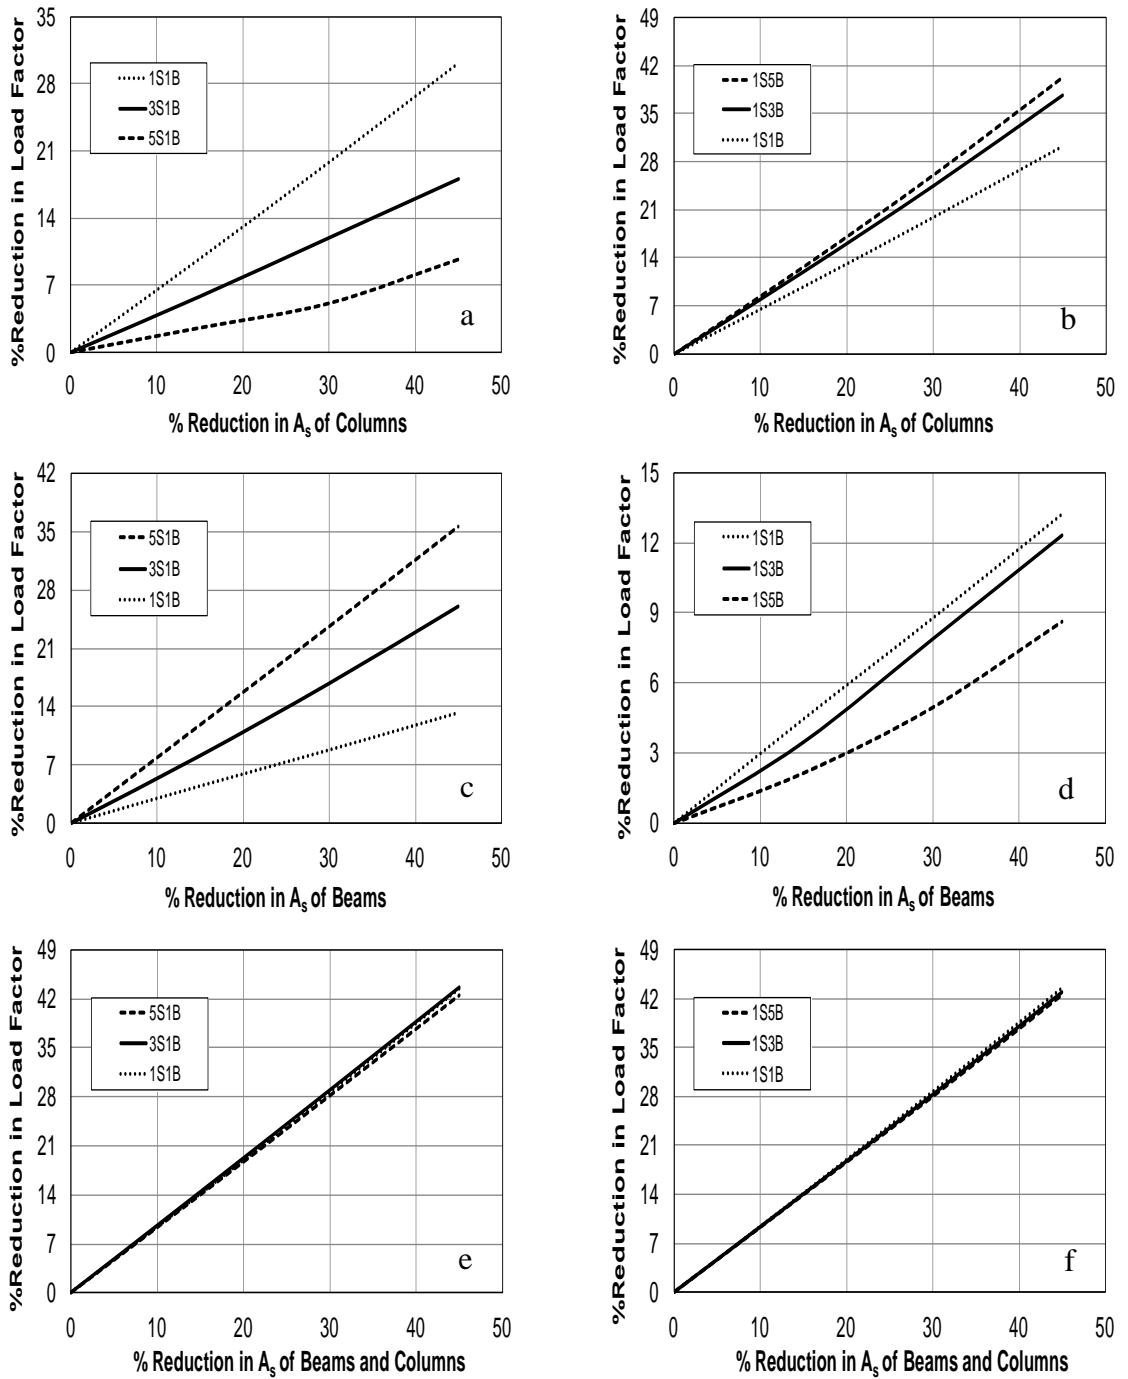 %Reduction in Load Factor
35
28
21
14
7
0
1S1B
3S1B
5S1B
a
0 10 20 30 40 50
% Reduction in As of Columns
%Reduction in Load Factor
49
42
35
28
21
14
7
0
1S5B
1S3B
1S1B
b
0 10 20 30 40 50
% Reduction in As of Columns
%Reduction in Load Factor
42
35
28
21
14
7
0
5S1B
3S1B
1S1B
c
0 10 20 30 40 50
% Reduction in As of Beams
%Reduction in Load Factor
15
12
9
6
3
0
1S1B
1S3B
1S5B
d
0 10 20 30 40 50
% Reduction in As of Beams
%Reduction in Load Factor
49
42
35
28
21
14
7
0
5S1B
3S1B
1S1B
e
0 10 20 30 40 50
% Reduction in As of Beams and Columns
%Reduction in Load Factor
49
42
35
28
21
14
7
0
1S5B
1S3B
1S1B
f
0 10 20 30 40 50
% Reduction in As of Beams and Columns